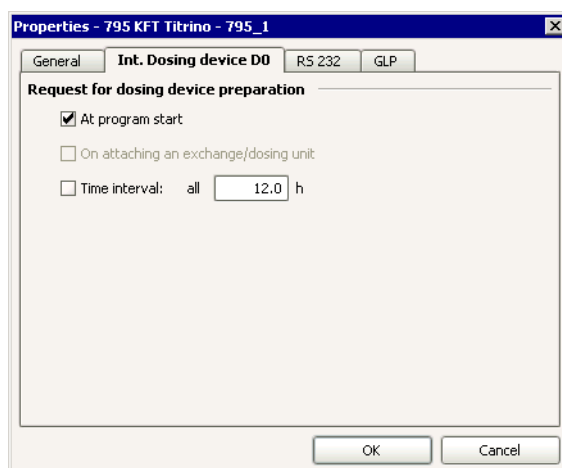 Properties - 795 KFT Titrino - 795_1
General Int. Dosing device D0 RS 232 GLP
Request for dosing device preparation
At program start
On attaching an exchange/dosing unit
Time interval: all 12.0 h
OK Cancel